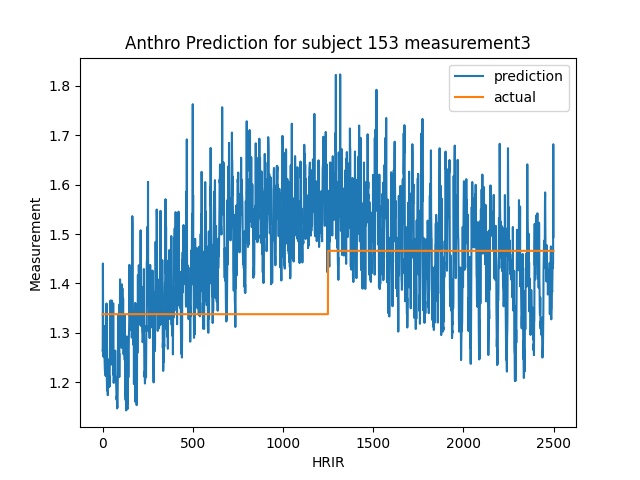 Anthro Prediction for subject 153 measurement3
prediction
actual
1.8
1.7
1.6
1.5
1.4
1.3
1.2
Measurement
0
500
1000
1500
2000
2500
HRIR